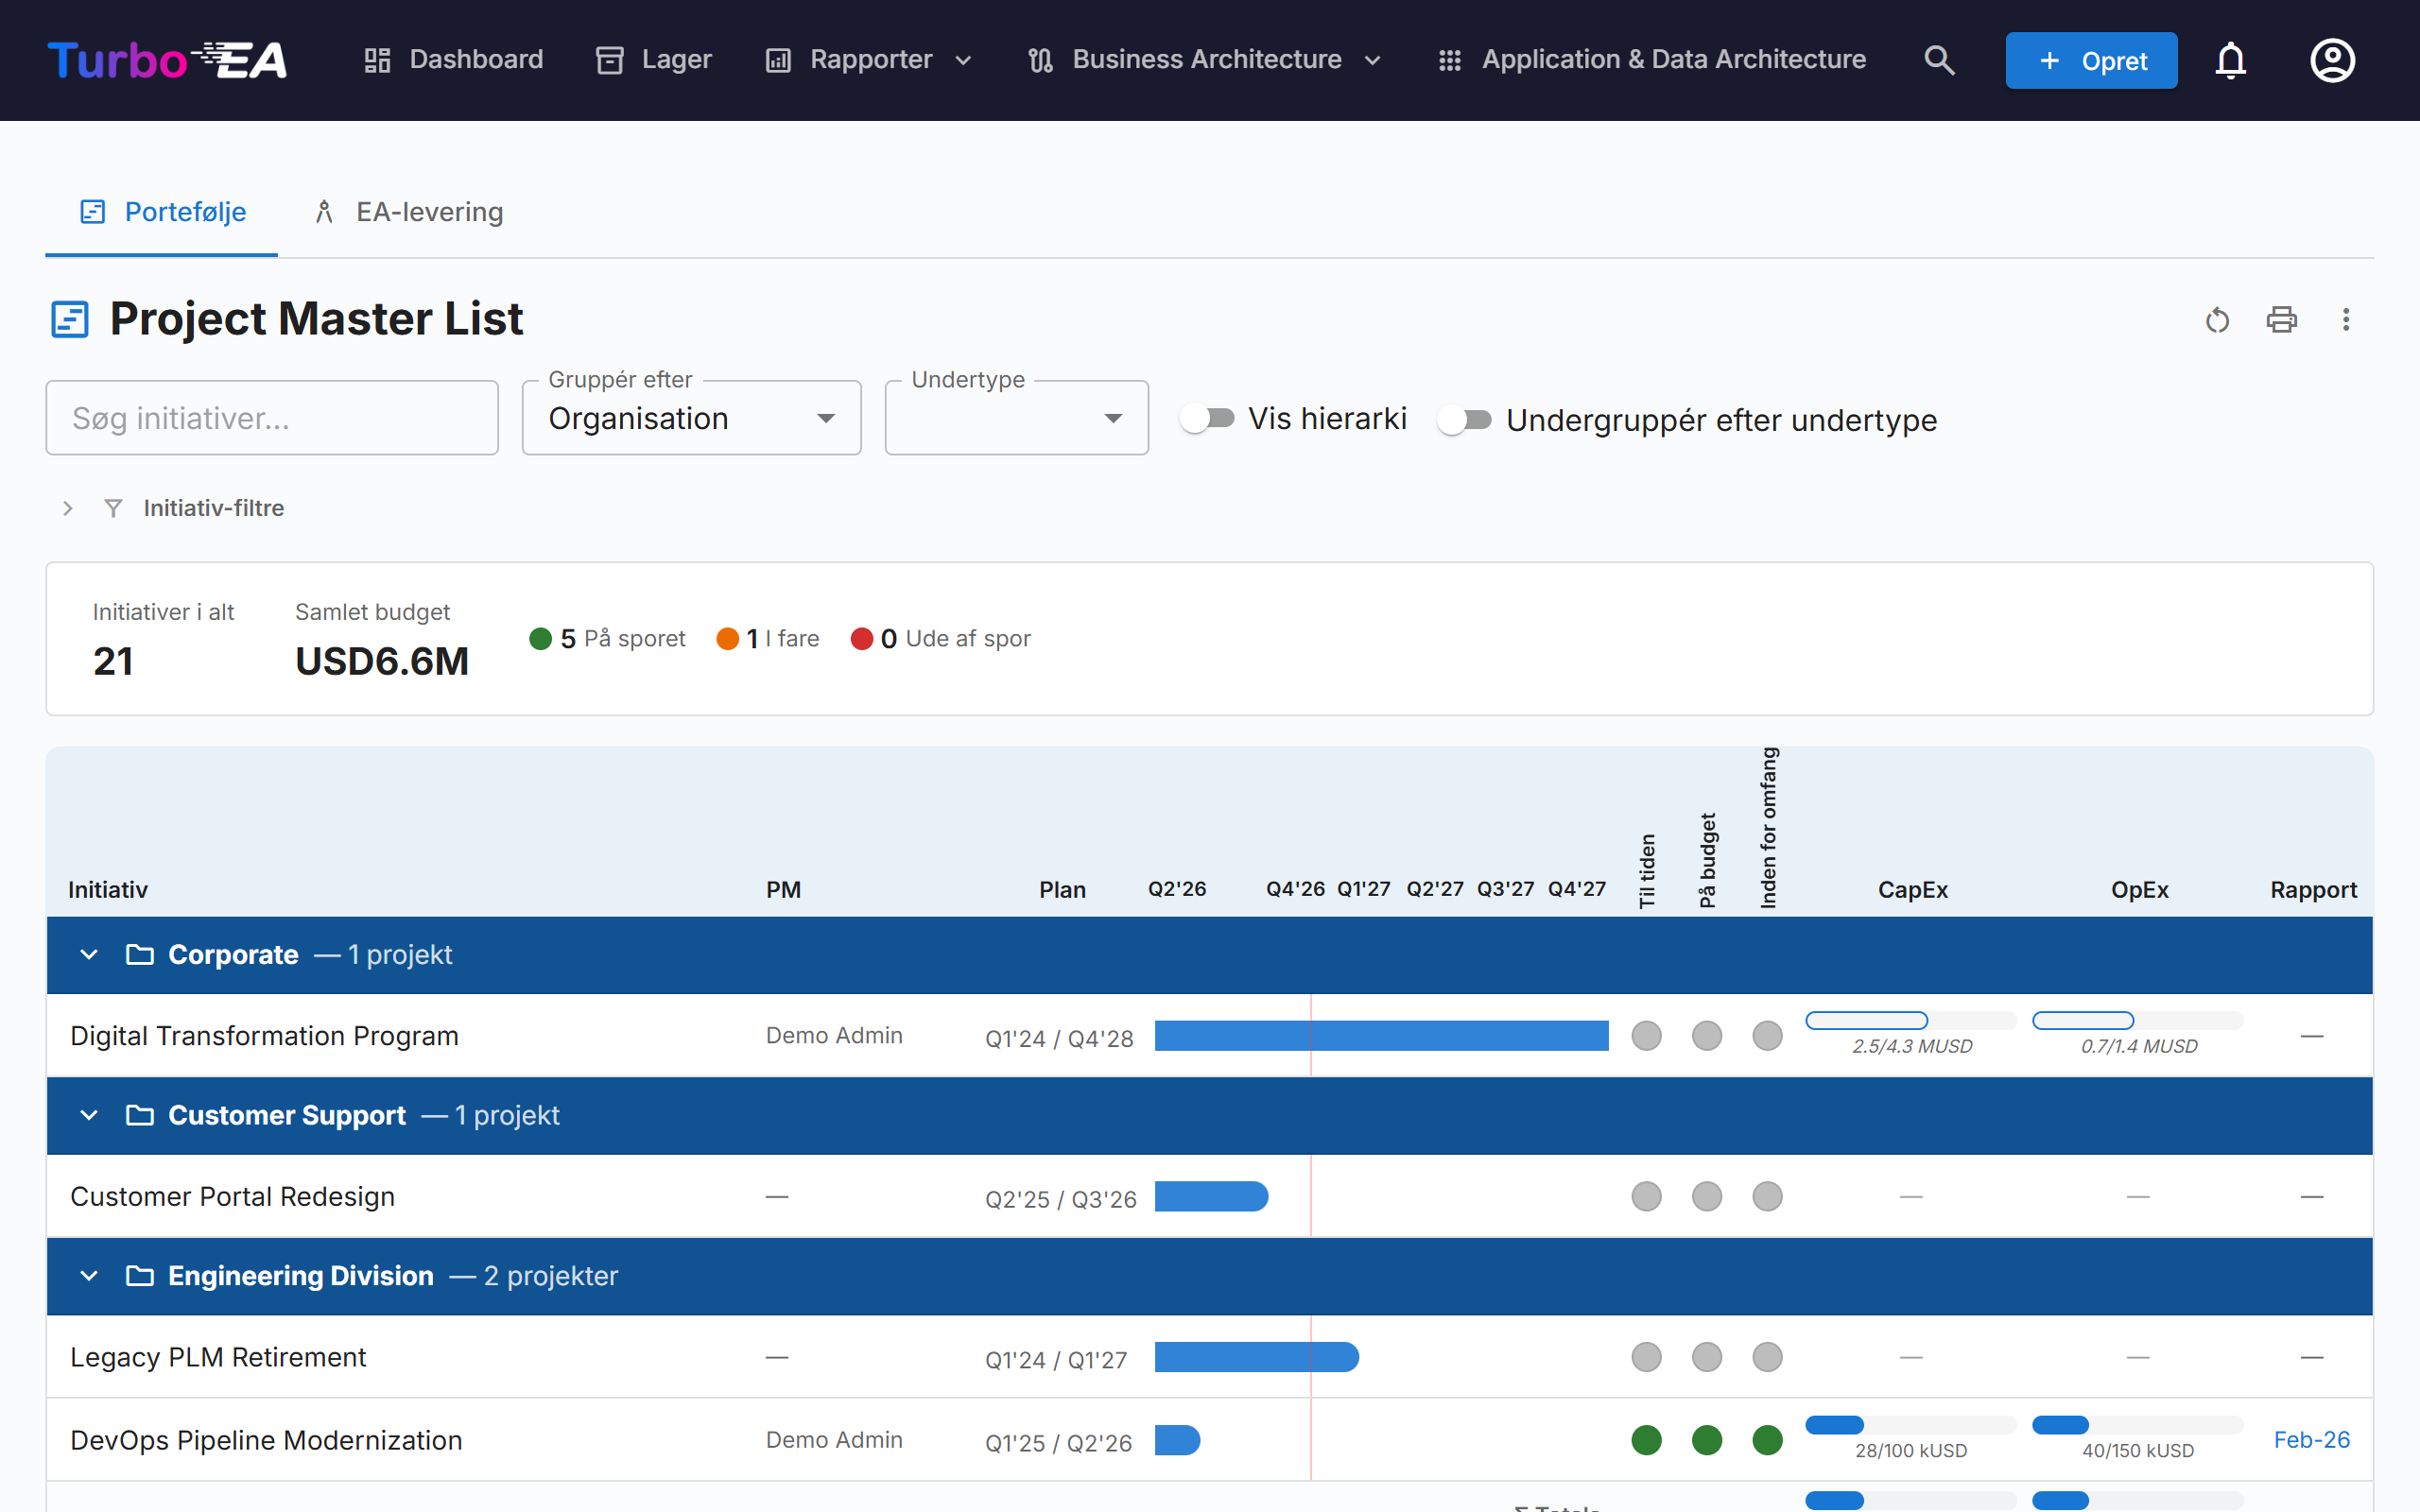 Turbo EA
Dashboard
Lager
Rapporter
Business Architecture
Application & Data Architecture
Opret
Portefølje
EA-levering
Project Master List
Søg initiativer...
Gruppér efter
Organisation
Undertype
Vis hierarki
Undergruppér efter undertype
Initiativ-filtre
Initiativer i alt
21
Samlet budget
USD6.6M
5 På sporet
1 I fare
0 Ude af spor
Initiativ
PM
Plan
Q2'26
Q4'26
Q1'27
Q2'27
Q3'27
Q4'27
Til tiden
På budget
Inden for omfang
CapEx
OpEx
Rapport
Corporate — 1 projekt
Digital Transformation Program
Demo Admin
Q1'24 / Q4'28
2.5/4.3 MUSD
0.7/1.4 MUSD
—
Customer Support — 1 projekt
Customer Portal Redesign
—
Q2'25 / Q3'26
—
—
—
Engineering Division — 2 projekter
Legacy PLM Retirement
—
Q1'24 / Q1'27
—
—
—
DevOps Pipeline Modernization
Demo Admin
Q1'25 / Q2'26
28/100 kUSD
40/150 kUSD
Feb-26